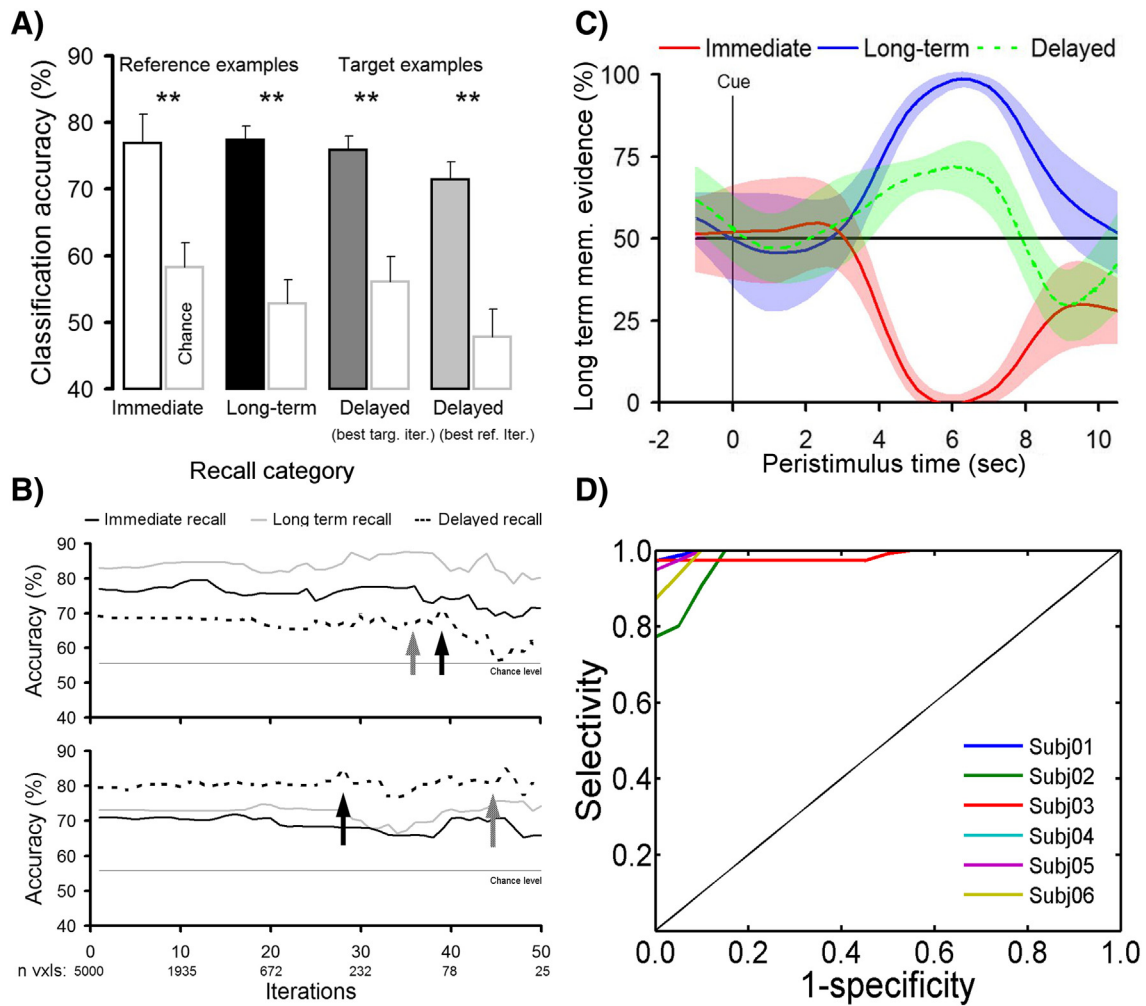 A)
Classification accuracy (%)
90
80
70
60
50
40
Reference examples Target examples
** ** ** **
Chance
Immediate Long-term Delayed Delayed
(best targ. iter.) (best ref. Iter.)
Recall category
B)
Immediate recall Long term recall Delayed recall
Accuracy (%)
90
80
70
60
50
40
Chance level
Accuracy (%)
90
80
70
60
50
40
Chance level
0 10 20 30 40 50
n vxls: 5000 1935 672 232 78 25
Iterations
C)
Immediate Long-term Delayed
Long term mem. evidence (%)
100
75
50
25
0
Cue
-2 0 2 4 6 8 10
Peristimulus time (sec)
D)
Selectivity
1.0
0.8
0.6
0.4
0.2
Subj01
Subj02
Subj03
Subj04
Subj05
Subj06
0.0 0.2 0.4 0.6 0.8 1.0
1-specificity